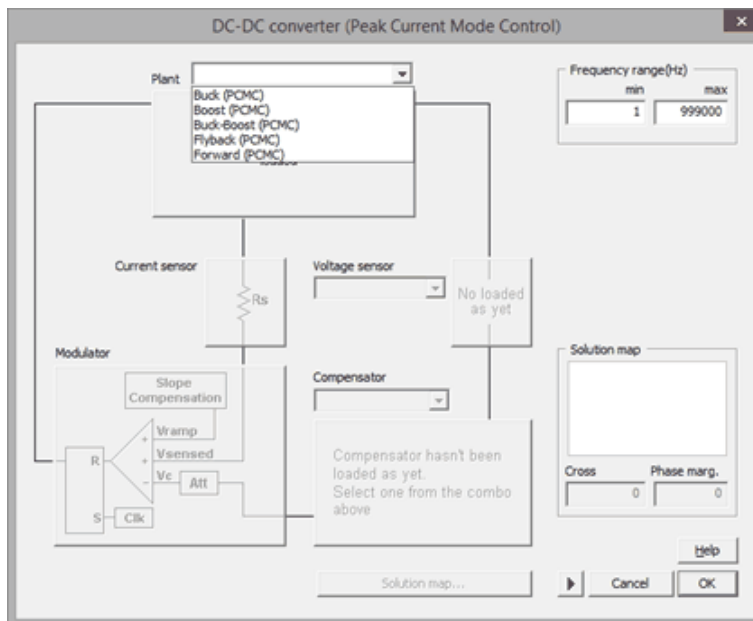 DC-DC converter (Peak Current Mode Control)
x
Plant
Buck (PCMC)
Boost (PCMC)
Buck-Boost (PCMC)
Flyback (PCMC)
Forward (PCMC)
Frequency range(Hz)
min max
1 999000
Current sensor
Rs
Voltage sensor
No loaded
as yet
Modulator
Slope
Compensation
Vramp
Vsensed
Vc
Att
R
S
Clk
+
+
−
Compensator
Compensator hasn't been
loaded as yet.
Select one from the combo
above
Solution map
Cross Phase marg.
0 0
Help
Solution map...
Cancel
OK